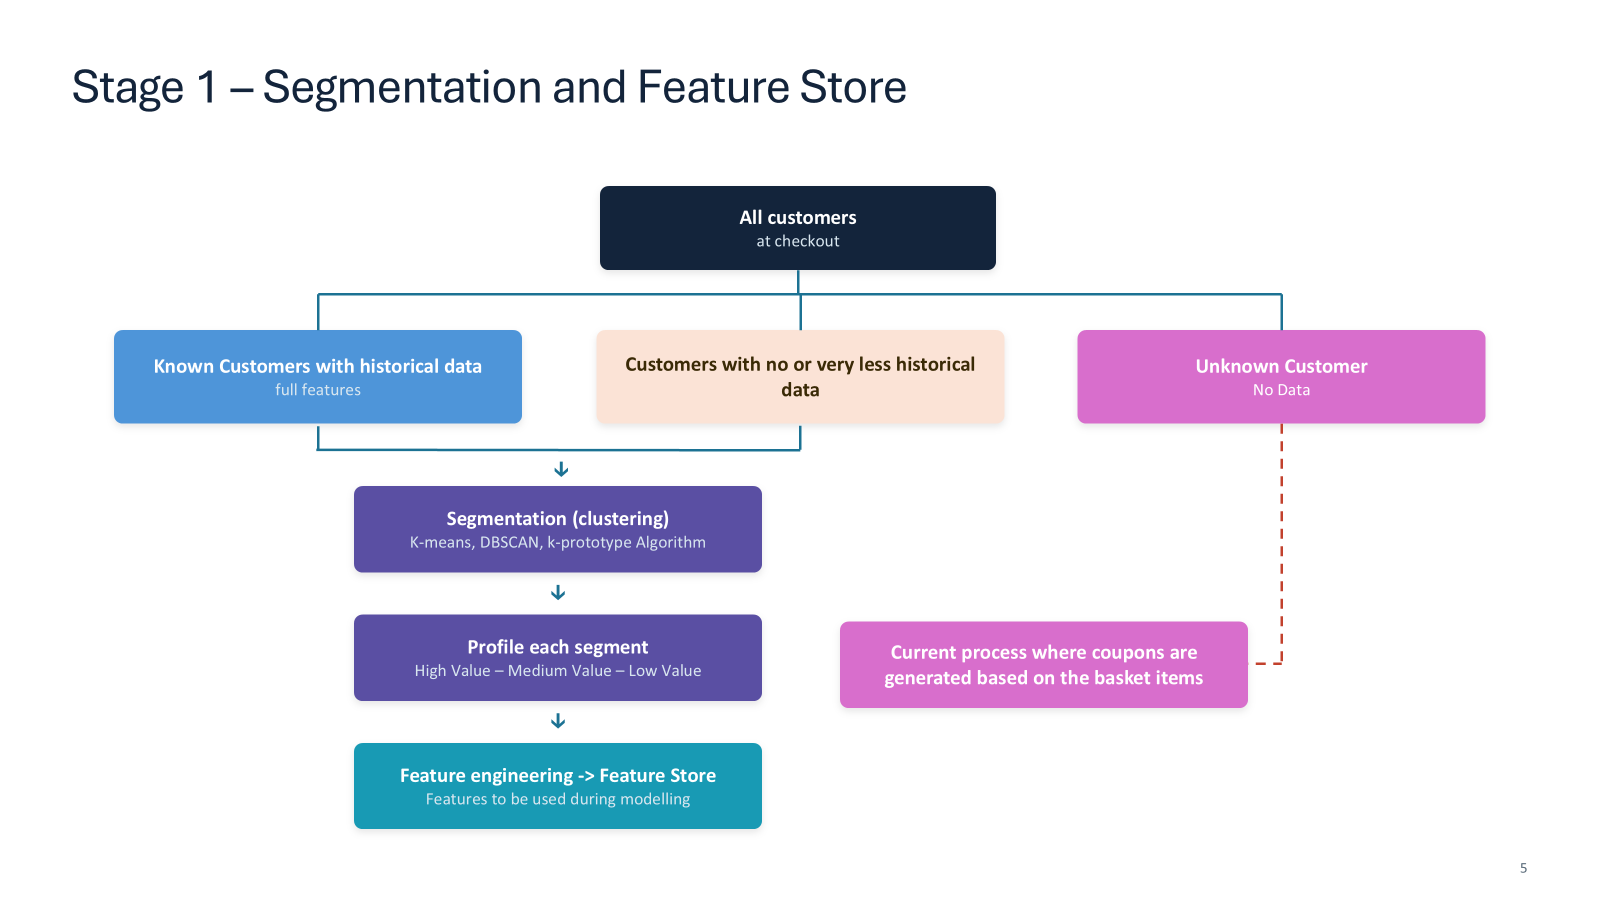 Stage 1 – Segmentation and Feature Store
All customers
at checkout
Known Customers with historical data
full features
Customers with no or very less historical
data
Unknown Customer
No Data
Segmentation (clustering)
K-means, DBSCAN, k-prototype Algorithm
Profile each segment
High Value – Medium Value – Low Value
Current process where coupons are
generated based on the basket items
Feature engineering -> Feature Store
Features to be used during modelling
5